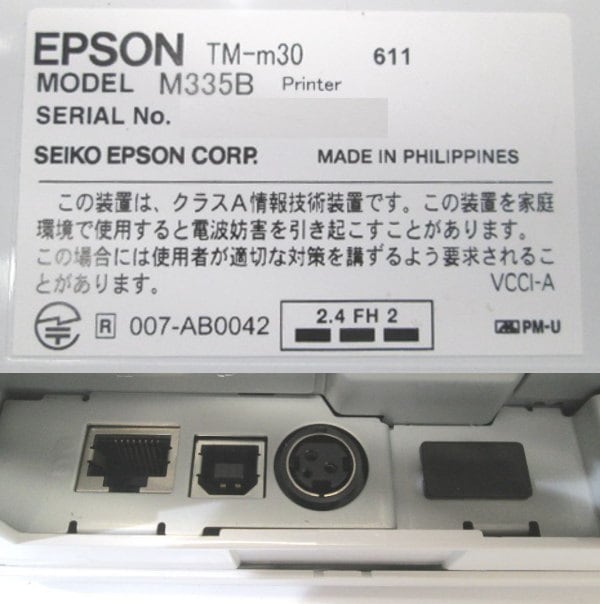 EPSON TM-m30 611
MODEL M335B Printer
SERIAL No.
SEIKO EPSON CORP. MADE IN PHILIPPINES
この装置は、クラスA情報技術装置です。この装置を家庭
環境で使用すると電波妨害を引き起こすことがあります。
この場合には使用者が適切な対策を講ずるよう要求されるこ
とがあります。 VCCI-A
R 007-AB0042 2.4 FH 2 PM-U